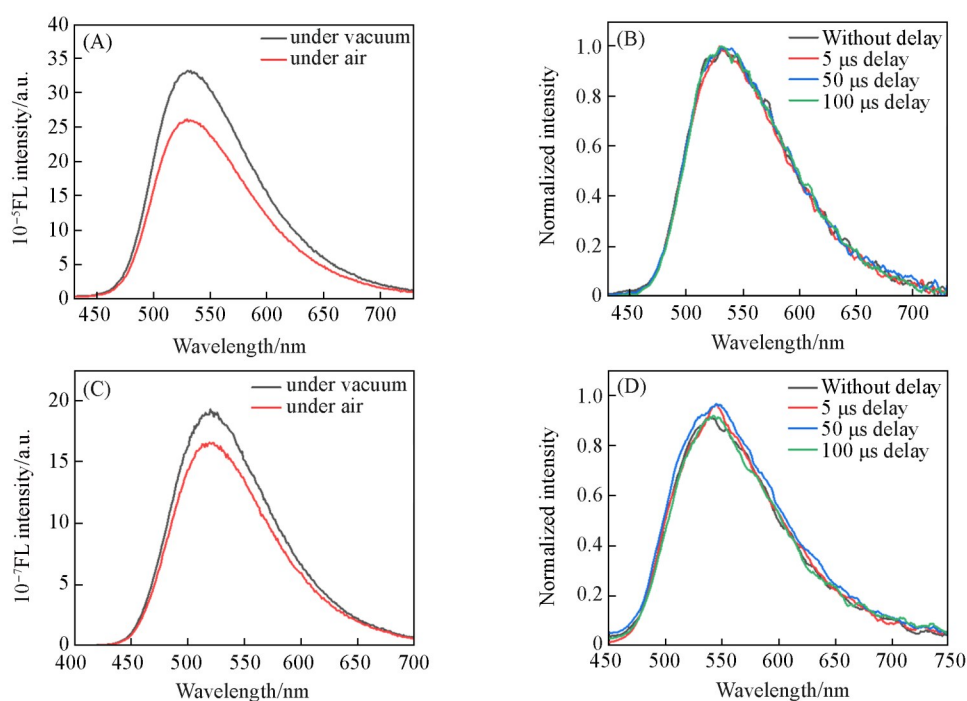 (A)
under vacuum
under air
10⁻⁵FL intensity/a.u.
40
35
30
25
20
15
10
5
0
450 500 550 600 650 700
Wavelength/nm
(B)
Without delay
5 μs delay
50 μs delay
100 μs delay
Normalized intensity
1.0
0.8
0.6
0.4
0.2
0
450 500 550 600 650 700
Wavelength/nm
(C)
under vacuum
under air
10⁻⁷FL intensity/a.u.
20
15
10
5
0
400 450 500 550 600 650 700
Wavelength/nm
(D)
Without delay
5 μs delay
50 μs delay
100 μs delay
Normalized intensity
1.0
0.8
0.6
0.4
0.2
0
450 500 550 600 650 700 750
Wavelength/nm